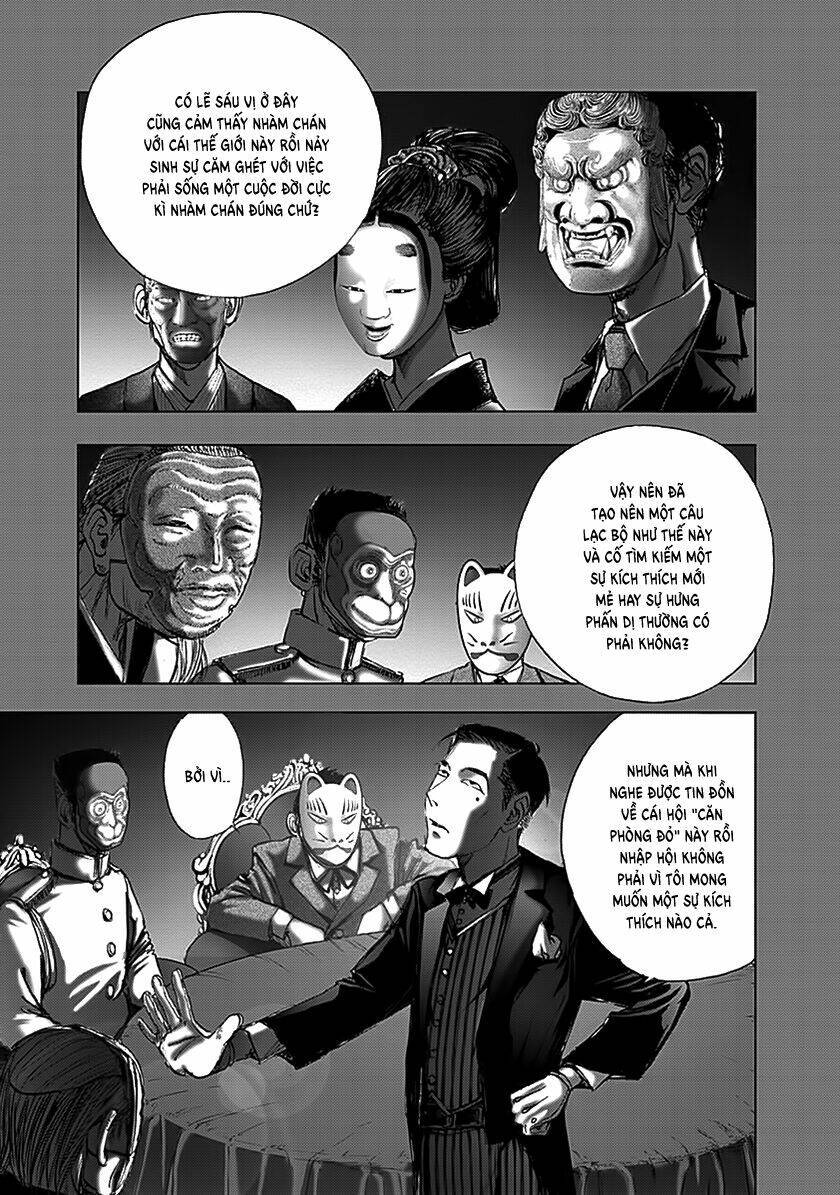 CÓ LẼ SÁU VỊ Ở ĐÂY
CŨNG CẢM THẤY NHÀM CHÁN
VỚI CÁI THẾ GIỚI NÀY RỒI NẢY
SINH SỰ CĂM GHÉT VỚI VIỆC
PHẢI SỐNG MỘT CUỘC ĐỜI CỰC
KÌ NHÀM CHÁN ĐÚNG CHỨ?
VẬY NÊN ĐÃ
TẠO NÊN MỘT CÂU
LẠC BỘ NHƯ THẾ NÀY
VÀ CỐ TÌM KIẾM MỘT
SỰ KÍCH THÍCH MỚI
MẺ HAY SỰ HƯNG
PHẤN DỊ THƯỜNG CÓ
PHẢI KHÔNG?
NHƯNG MÀ KHI
NGHE ĐƯỢC TIN ĐỒN
VỀ CÁI HỘI "CĂN
PHÒNG ĐỎ" NÀY RỒI
NHẬP HỘI KHÔNG
PHẢI VÌ TÔI MONG
MUỐN MỘT SỰ KÍCH
THÍCH NÀO CẢ.
BỞI VÌ..